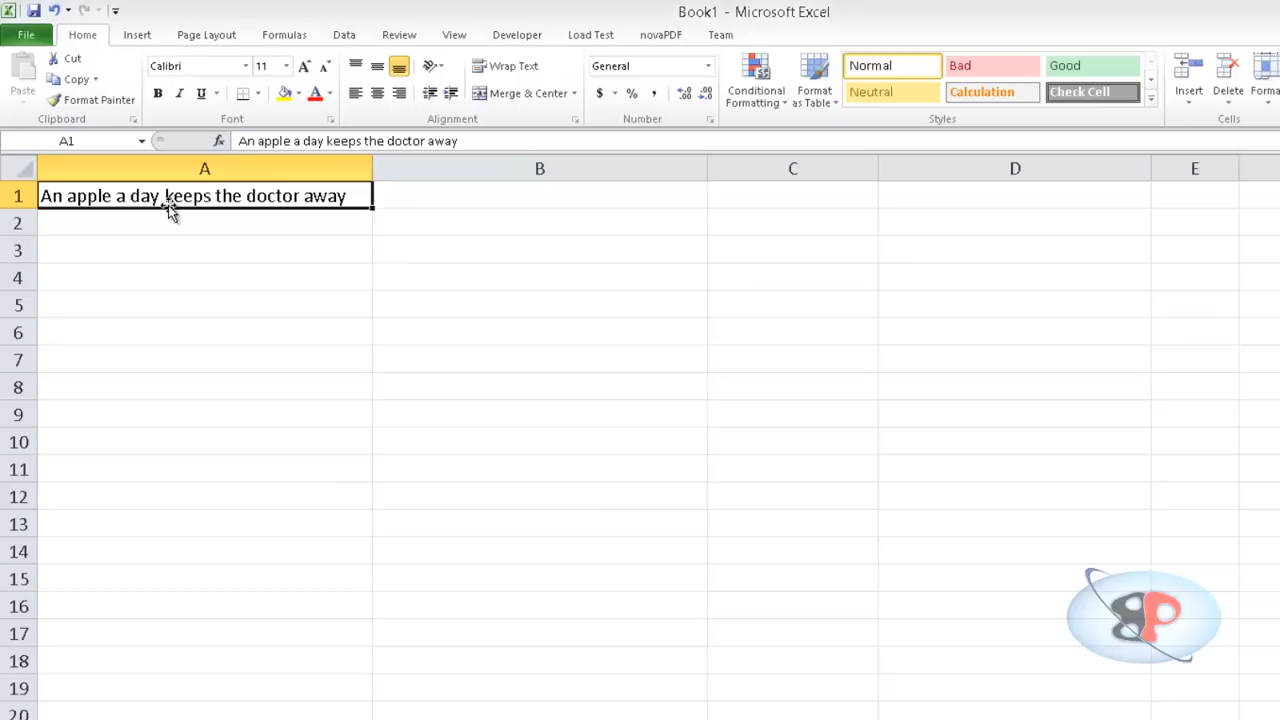 Book1 - Microsoft Excel
File Home Insert Page Layout Formulas Data Review View Developer Load Test novaPDF Team
Cut Calibri 11 A A Wrap Text General Normal Bad Good
Copy
Paste Conditional Formatting Format as Table Insert Delete
Format Painter B I U A Merge & Center $ % , Neutral Calculation Check Cell
Clipboard Font Alignment Number Styles Cells
A1 fx An apple a day keeps the doctor away
A B C D E
1 An apple a day keeps the doctor away
2
3
4
5
6
7
8
9
10
11
12
13
14
15
16
17
18
19
20